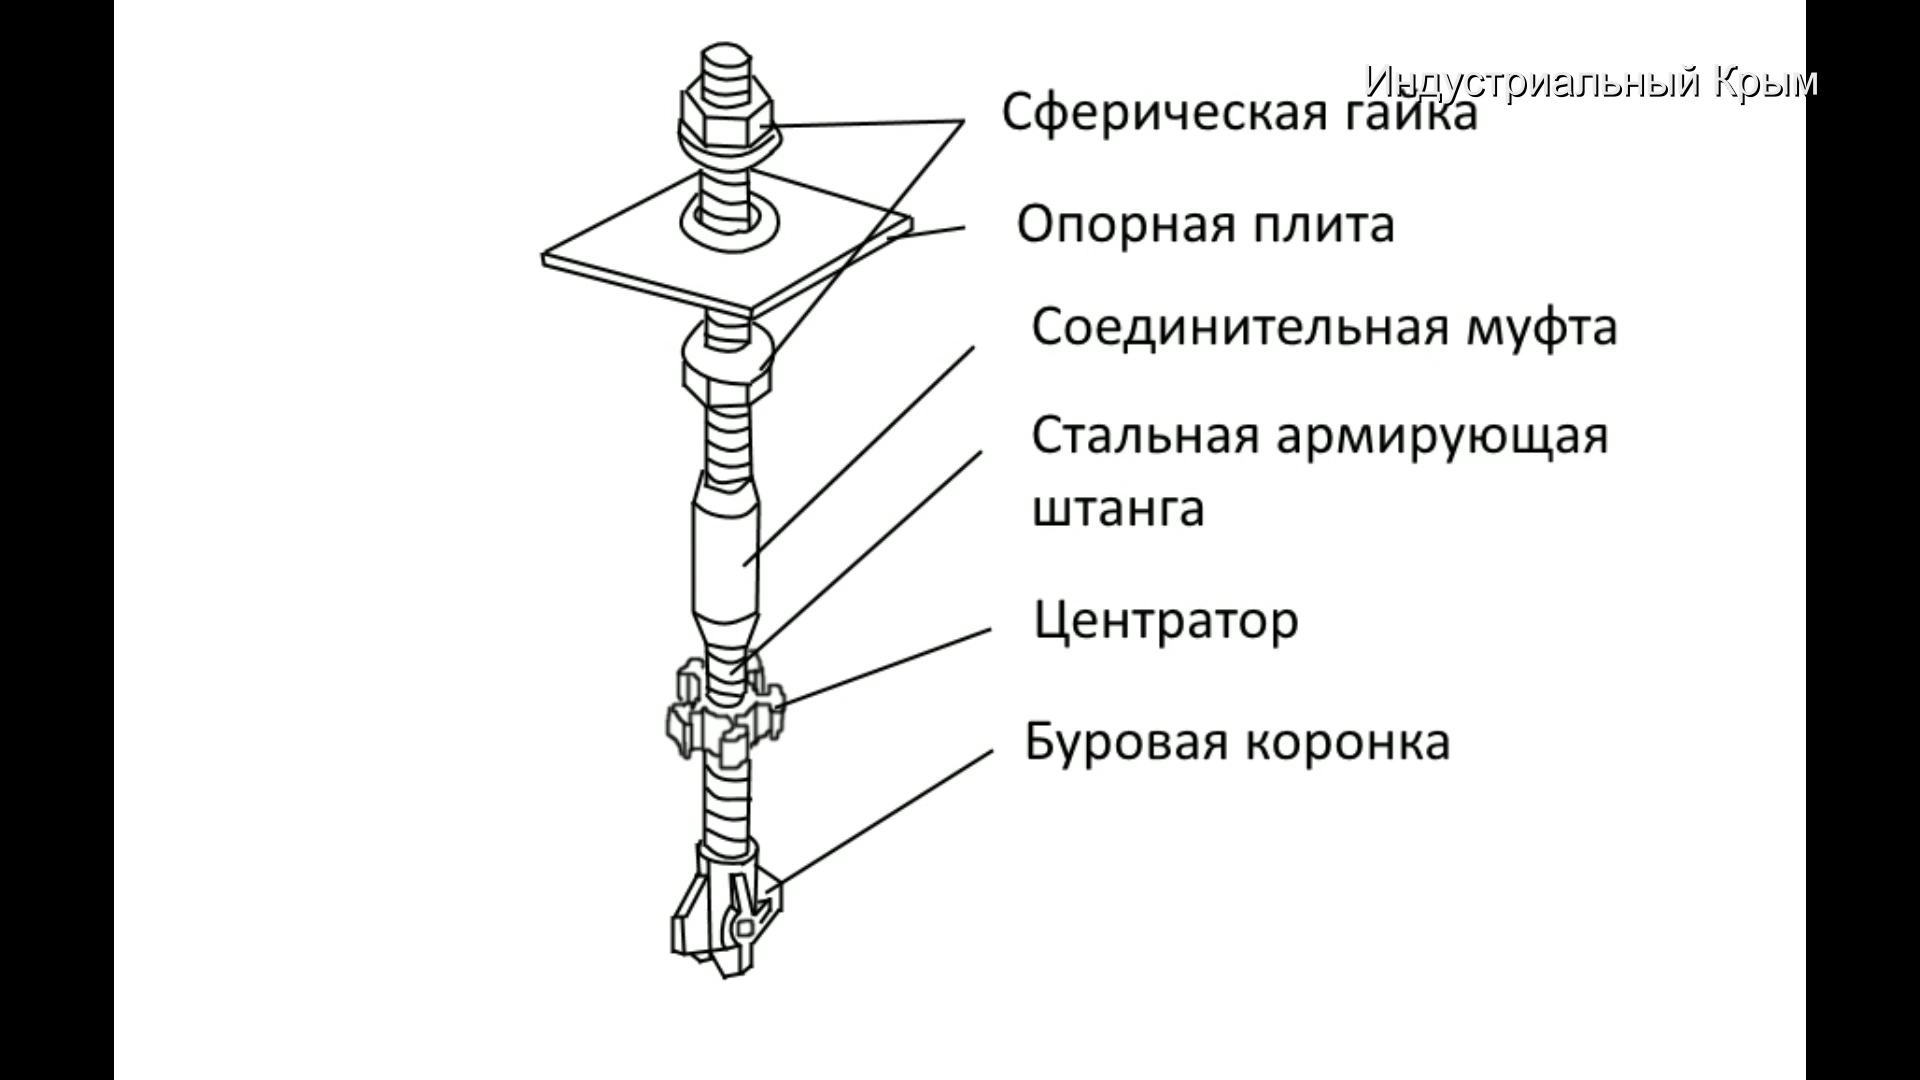 Индустриальный Крым
Сферическая гайка
Опорная плита
Соединительная муфта
Стальная армирующая
штанга
Центратор
Буровая коронка